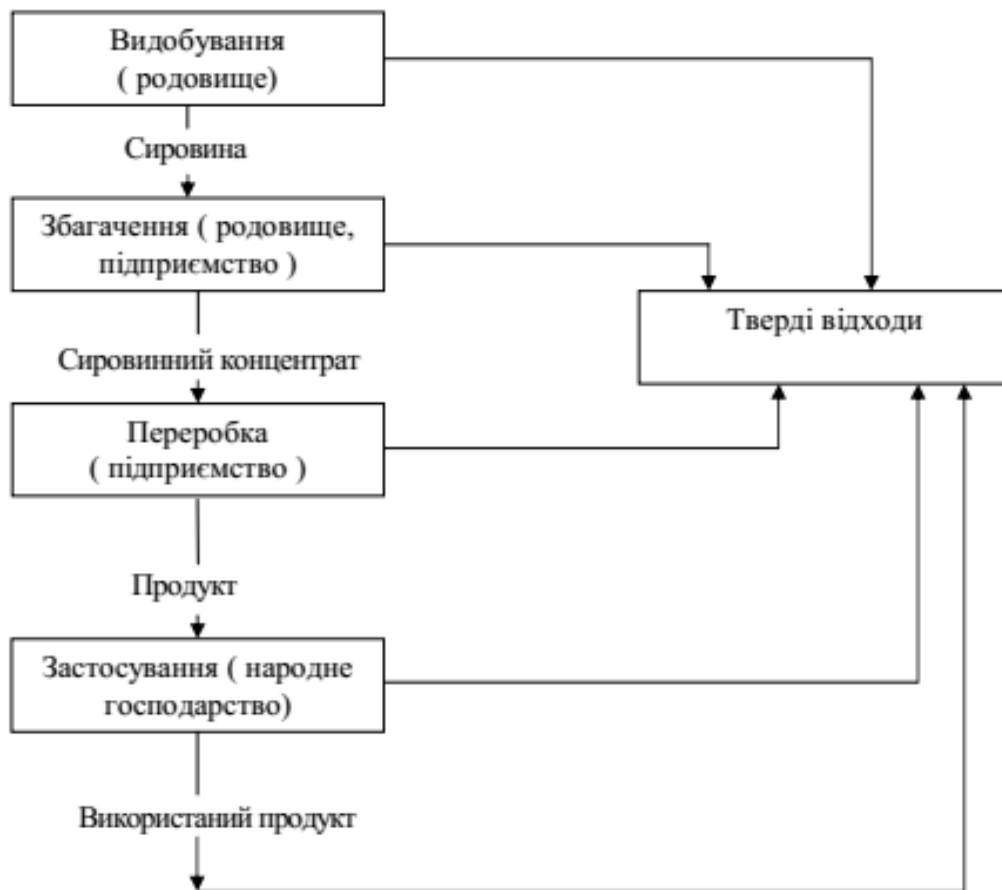 Видобування
( родовище)
Сировина
Збагачення ( родовище,
підприємство )
Тверді відходи
Сировинний концентрат
Переробка
( підприємство )
Продукт
Застосування ( народне
господарство)
Використаний продукт